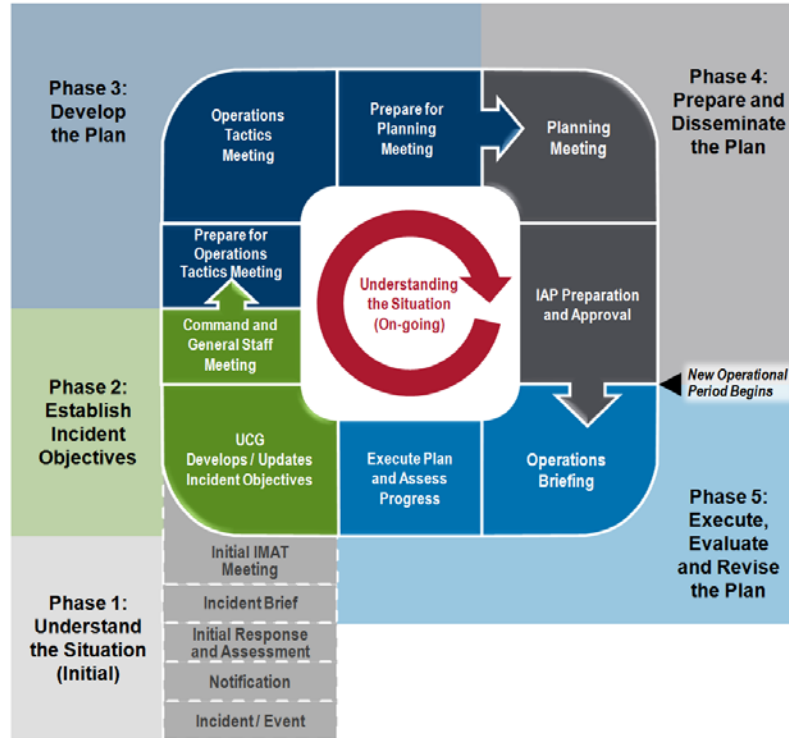 Phase 3:
Develop
the Plan
Operations
Tactics
Meeting
Prepare for
Planning
Meeting
Planning
Meeting
Phase 4:
Prepare and
Disseminate
the Plan
Prepare for
Operations
Tactics Meeting
Understanding
the Situation
(On-going)
IAP Preparation
and Approval
Command and
General Staff
Meeting
Phase 2:
Establish
Incident
Objectives
New Operational
Period Begins
UCG
Develops / Updates
Incident Objectives
Execute Plan
and Assess
Progress
Operations
Briefing
Phase 5:
Execute,
Evaluate
and Revise
the Plan
Phase 1:
Understand
the Situation
(Initial)
Initial IMAT
Meeting
Incident Brief
Initial Response
and Assessment
Notification
Incident / Event